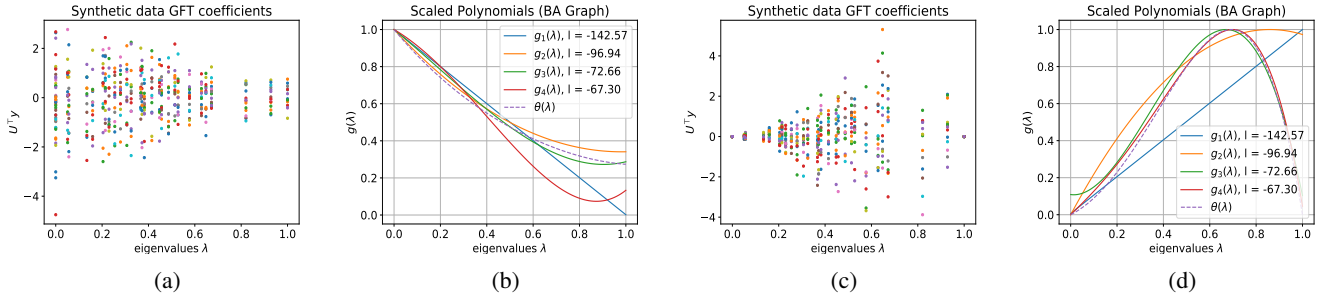 Synthetic data GFT coefficients
2
0
−2
−4
U⊤y
0.0 0.2 0.4 0.6 0.8 1.0
eigenvalues λ
(a)
Scaled Polynomials (BA Graph)
1.0
0.8
0.6
0.4
0.2
0.0
g(λ)
g₁(λ), l = -142.57
g₂(λ), l = -96.94
g₃(λ), l = -72.66
g₄(λ), l = -67.30
θ(λ)
0.0 0.2 0.4 0.6 0.8 1.0
eigenvalues λ
(b)
Synthetic data GFT coefficients
4
2
0
−2
−4
U⊤y
0.0 0.2 0.4 0.6 0.8 1.0
eigenvalues λ
(c)
Scaled Polynomials (BA Graph)
1.0
0.8
0.6
0.4
0.2
0.0
g(λ)
g₁(λ), l = -142.57
g₂(λ), l = -96.94
g₃(λ), l = -72.66
g₄(λ), l = -67.30
θ(λ)
0.0 0.2 0.4 0.6 0.8 1.0
eigenvalues λ
(d)